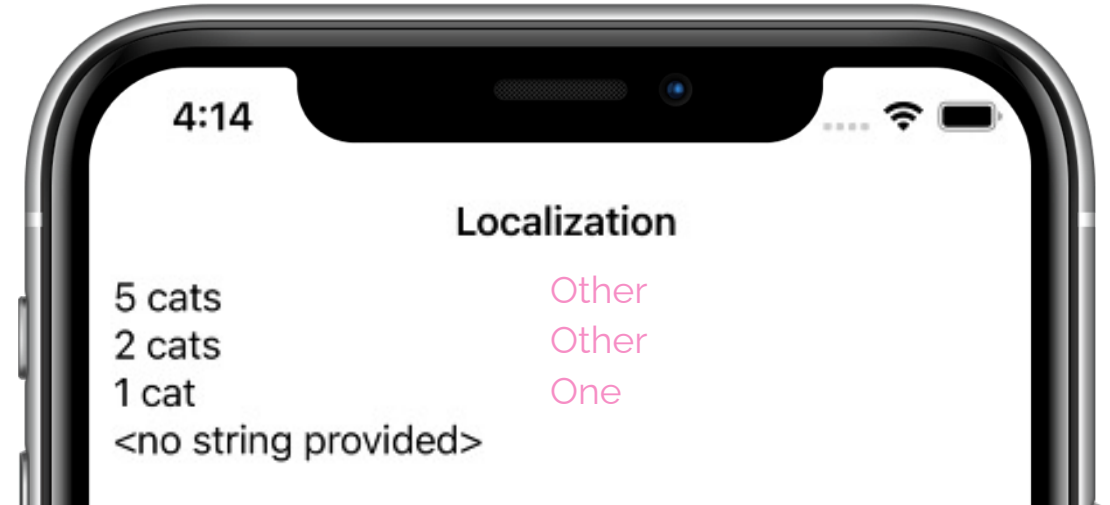 4:14
Localization
5 cats Other
2 cats Other
1 cat One
<no string provided>